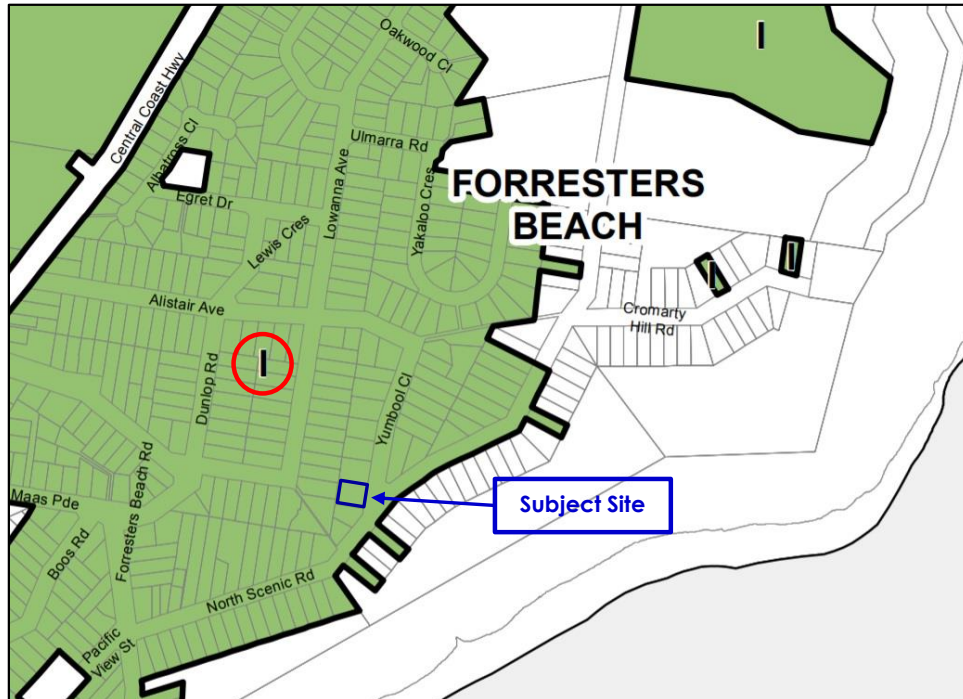 Oakwood Cl
I
Central Coast Hwy
Albatross Cl
Ulmarra Rd
Egret Dr
Lowanna Ave
Yakaloo Cres
FORRESTERS
BEACH
Lewis Cres
I
I
Alistair Ave
Cromarty
Hill Rd
I
Dunlop Rd
Yumbool Cl
Maas Pde
Forresters Beach Rd
Subject Site
Boos Rd
North Scenic Rd
Pacific
View St